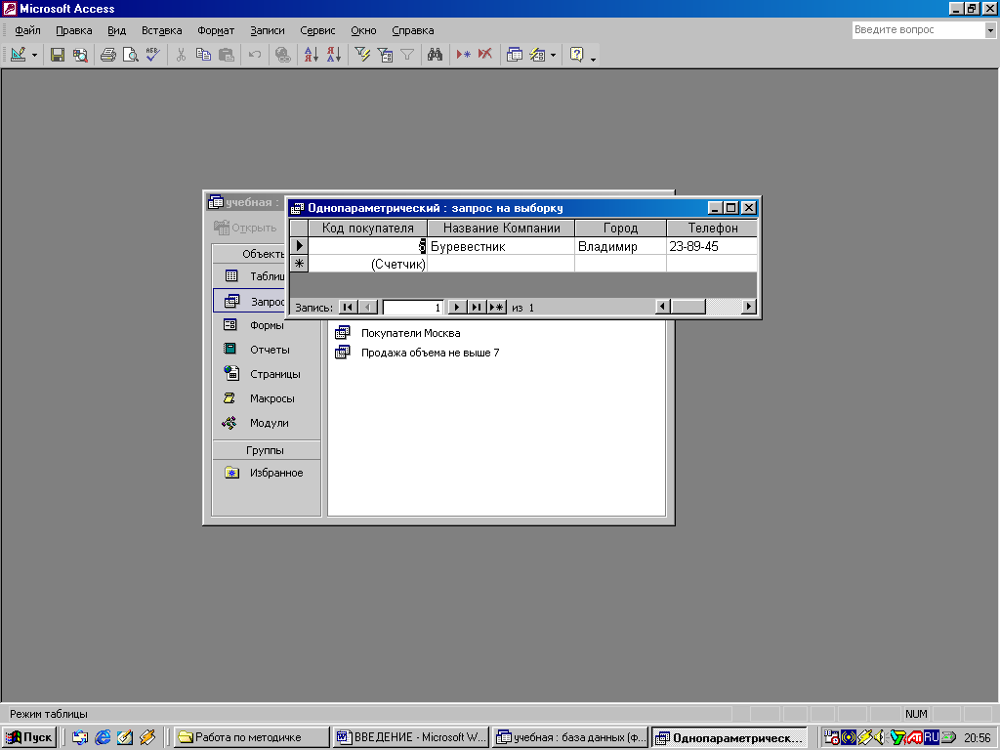 Microsoft Access
Файл Правка Вид Вставка Формат Записи Сервис Окно Справка
Введите вопрос
учебная :
Однопараметрический : запрос на выборку
Открыть
Код покупателя Название Компании Город Телефон
Буревестник Владимир 23-89-45
(Счетчик)
Запись: 1 из 1
Объекты
Формы
Отчеты
Страницы
Макросы
Модули
Группы
Избранное
Покупатели Москва
Продажа объема не выше 7
Режим таблицы
NUM
Пуск
Работа по методичке
ВВЕДЕНИЕ - Microsoft W...
учебная : база данных (ф...
Однопараметрическ...
RU
20:56